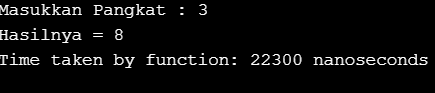 Masukkan Pangkat : 3
Hasilnya = 8
Time taken by function: 22300 nanoseconds